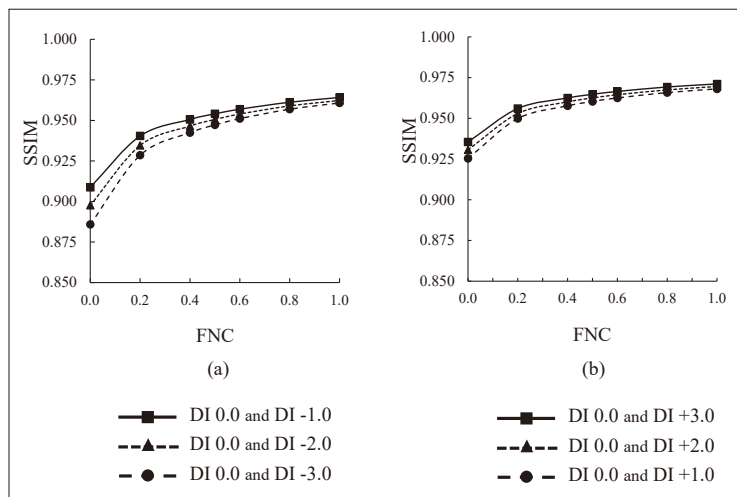 1.000
0.975
0.950
0.925
0.900
0.875
0.850
SSIM
0.0 0.2 0.4 0.6 0.8 1.0
FNC
(a)
DI 0.0 and DI -1.0
DI 0.0 and DI -2.0
DI 0.0 and DI -3.0
1.000
0.975
0.950
0.925
0.900
0.875
0.850
SSIM
0.0 0.2 0.4 0.6 0.8 1.0
FNC
(b)
DI 0.0 and DI +3.0
DI 0.0 and DI +2.0
DI 0.0 and DI +1.0